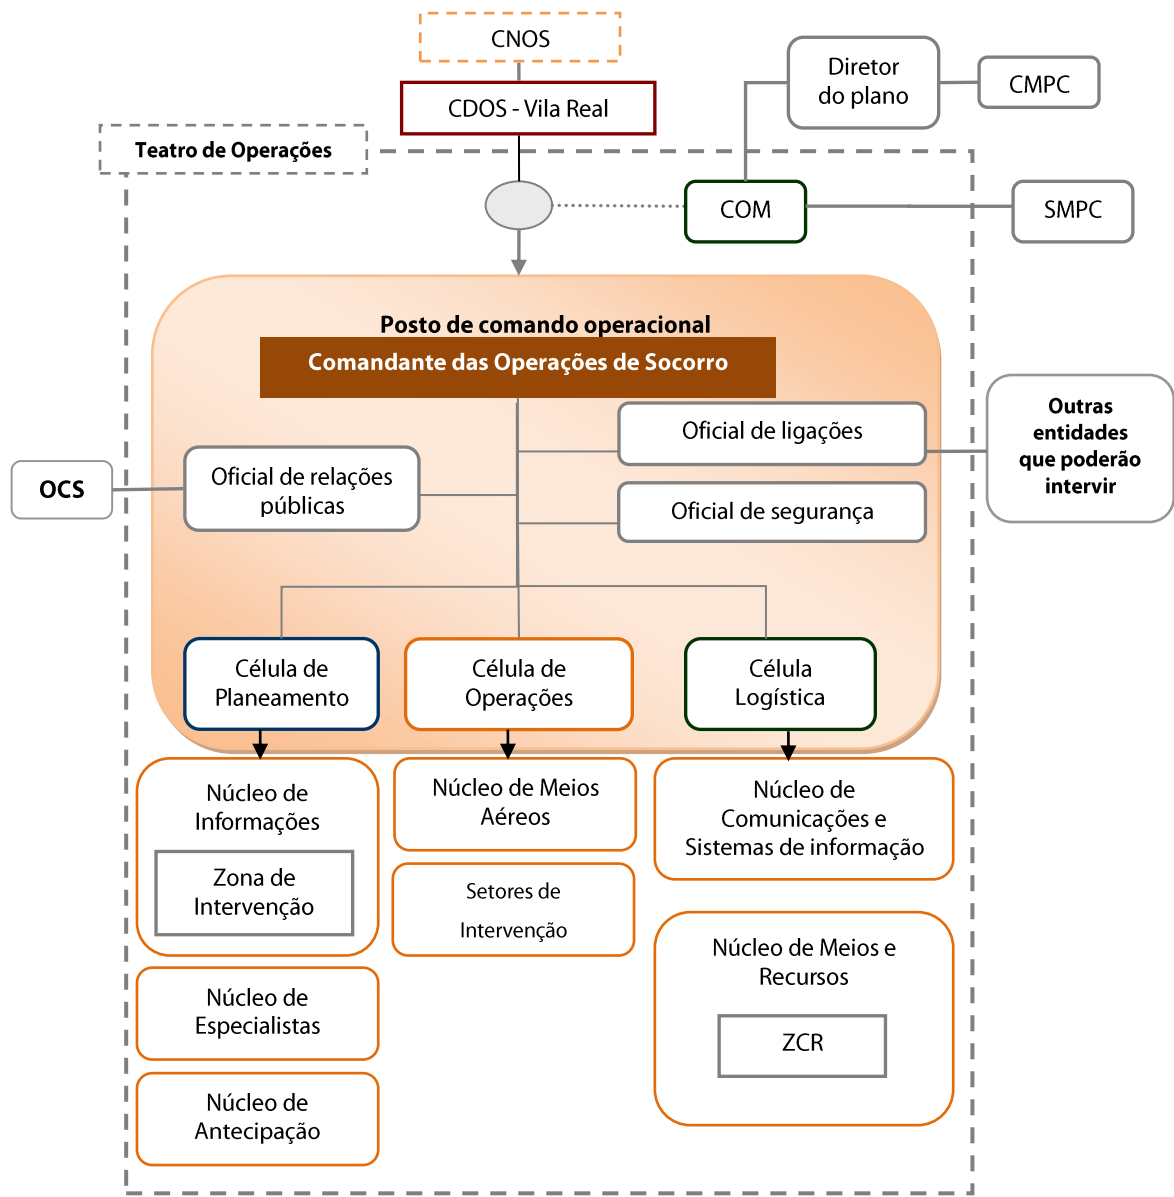 CNOS
CDOS - Vila Real
Diretor
do plano
CMPC
Teatro de Operações
COM
SMPC
Posto de comando operacional
Comandante das Operações de Socorro
Oficial de ligações
Outras
entidades
que poderão
intervir
OCS
Oficial de relações
públicas
Oficial de segurança
Célula de
Planeamento
Célula de
Operações
Célula
Logística
Núcleo de
Informações
Zona de
Intervenção
Núcleo de
Especialistas
Núcleo de
Antecipação
Núcleo de Meios
Aéreos
Setores de
Intervenção
Núcleo de
Comunicações e
Sistemas de informação
Núcleo de Meios e
Recursos
ZCR